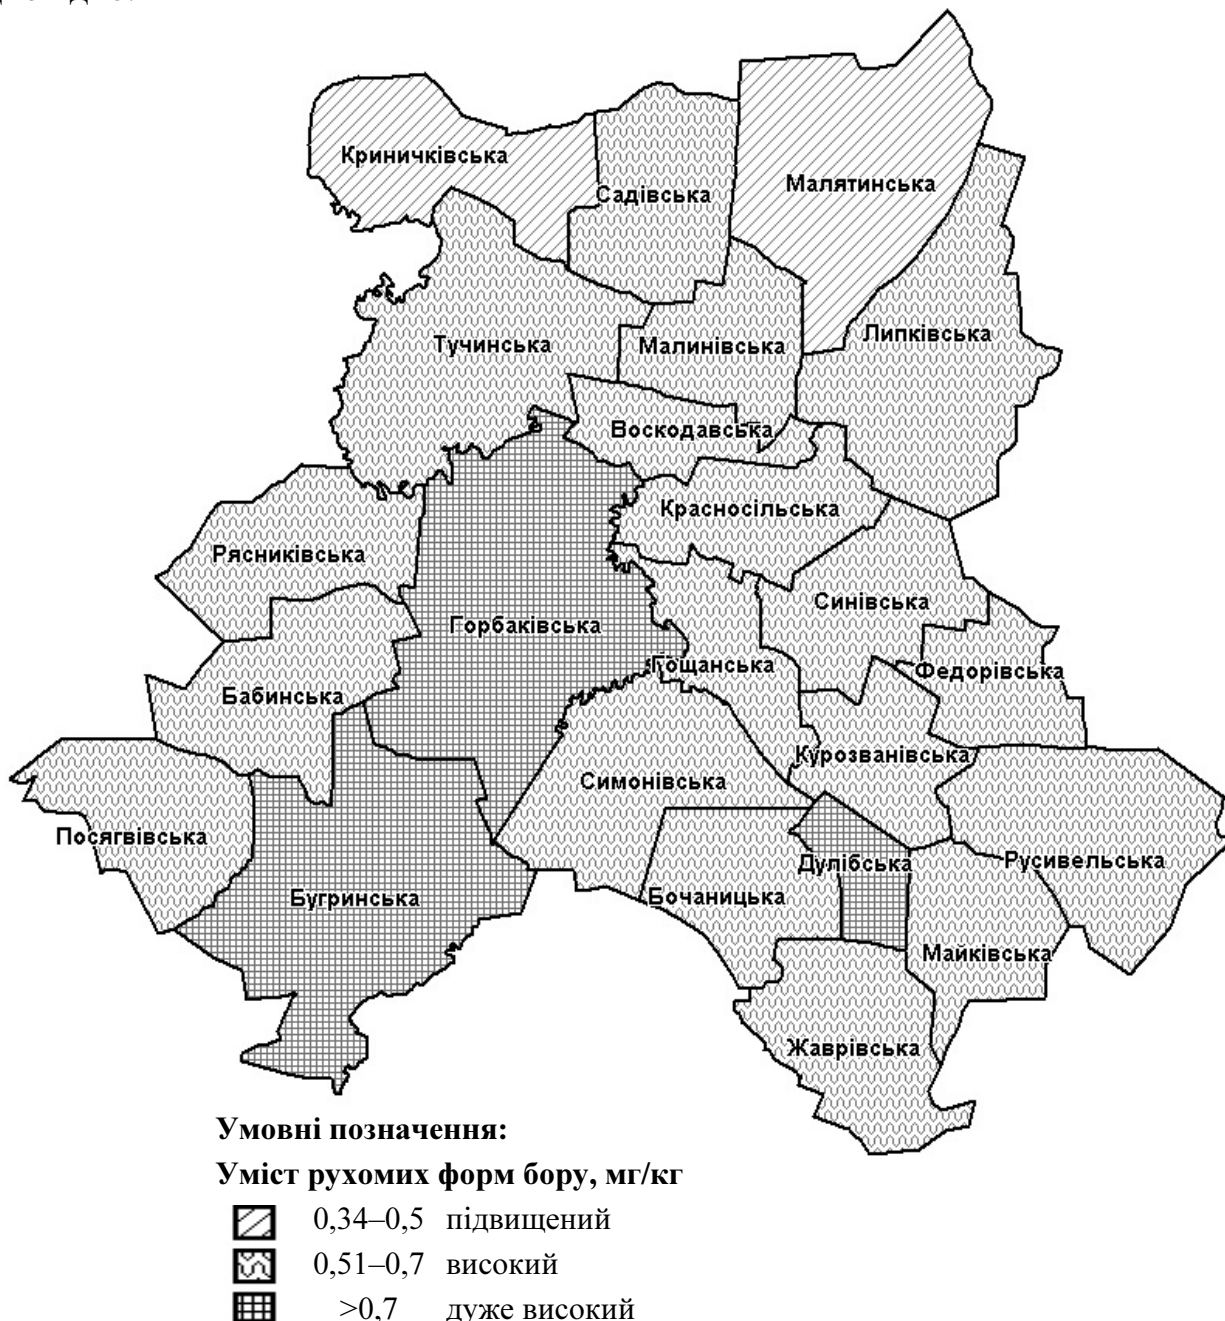 Криничківська
Садівська
Малятинська
Тучинська
Малинівська
Липківська
Воскодавська
Красносільська
Рясниківська
Горбаківська
Синівська
Гощанська
Федорівська
Бабинська
Курозванівська
Симонівська
Посягвівська
Дулібська
Русивельська
Бугринська
Бочаницька
Майківська
Жаврівська
Умовні позначення:
Уміст рухомих форм бору, мг/кг
0,34–0,5 підвищений
0,51–0,7 високий
>0,7 дуже високий